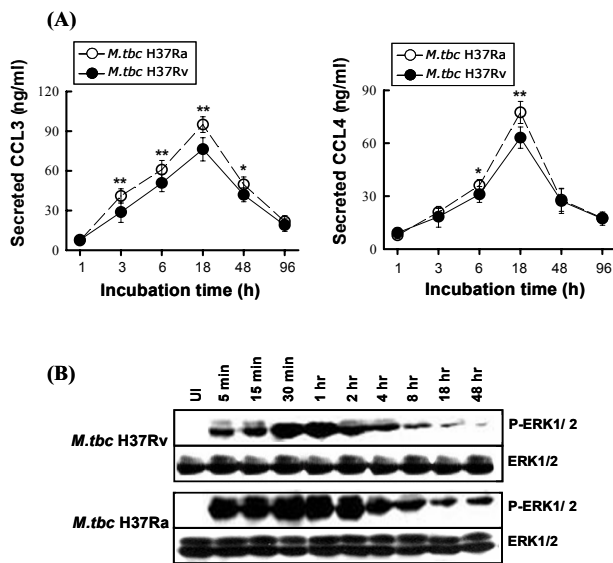 (A)
M.tbc H37Ra
M.tbc H37Rv
Secreted CCL3 (ng/ml)
120
90
60
30
0
**
**
**
*
1 3 6 18 48 96
Incubation time (h)
M.tbc H37Ra
M.tbc H37Rv
Secreted CCL4 (ng/ml)
90
60
30
0
*
**
1 3 6 18 48 96
Incubation time (h)
(B)
UI 5 min 15 min 30 min 1 hr 2 hr 4 hr 8 hr 18 hr 48 hr
M.tbc H37Rv
P-ERK1/ 2
ERK1/2
M.tbc H37Ra
P-ERK1/ 2
ERK1/2